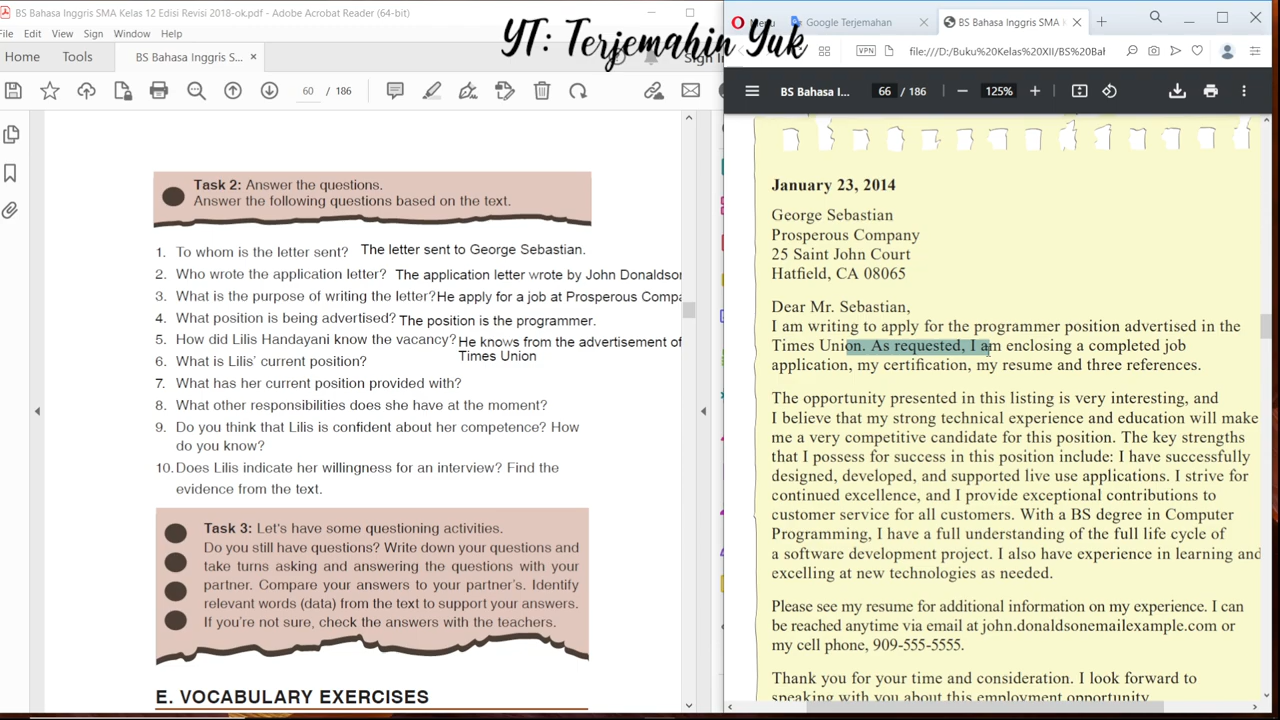 BS Bahasa Inggris SMA Kelas 12 Edisi Revisi 2018-ok.pdf - Adobe Acrobat Reader (64-bit)
File Edit View Sign Window Help
Home Tools BS Bahasa Inggris S... × Sign In
60 / 186
YT: Terjemahin Yuk
Task 2: Answer the questions.
Answer the following questions based on the text.
1. To whom is the letter sent? The letter sent to George Sebastian.
2. Who wrote the application letter? The application letter wrote by John Donaldson
3. What is the purpose of writing the letter? He apply for a job at Prosperous Compa
4. What position is being advertised? The position is the programmer.
5. How did Lilis Handayani know the vacancy? He knows from the advertisement of
Times Union
6. What is Lilis’ current position?
7. What has her current position provided with?
8. What other responsibilities does she have at the moment?
9. Do you think that Lilis is confident about her competence? How
do you know?
10. Does Lilis indicate her willingness for an interview? Find the
evidence from the text.
Task 3: Let's have some questioning activities.
Do you still have questions? Write down your questions and
take turns asking and answering the questions with your
partner. Compare your answers to your partner's. Identify
relevant words (data) from the text to support your answers.
If you're not sure, check the answers with the teachers.
E. VOCABULARY EXERCISES
Menu Google Terjemahan × BS Bahasa Inggris SMA × +
VPN file:///D:/Buku%20Kelas%20XII/BS%20Bah
BS Bahasa I... 66 / 186 125%
January 23, 2014
George Sebastian
Prosperous Company
25 Saint John Court
Hatfield, CA 08065
Dear Mr. Sebastian,
I am writing to apply for the programmer position advertised in the
Times Union. As requested, I am enclosing a completed job
application, my certification, my resume and three references.
The opportunity presented in this listing is very interesting, and
I believe that my strong technical experience and education will make
me a very competitive candidate for this position. The key strengths
that I possess for success in this position include: I have successfully
designed, developed, and supported live use applications. I strive for
continued excellence, and I provide exceptional contributions to
customer service for all customers. With a BS degree in Computer
Programming, I have a full understanding of the full life cycle of
a software development project. I also have experience in learning and
excelling at new technologies as needed.
Please see my resume for additional information on my experience. I can
be reached anytime via email at john.donaldsonemailexample.com or
my cell phone, 909-555-5555.
Thank you for your time and consideration. I look forward to
speaking with you about this employment opportunity